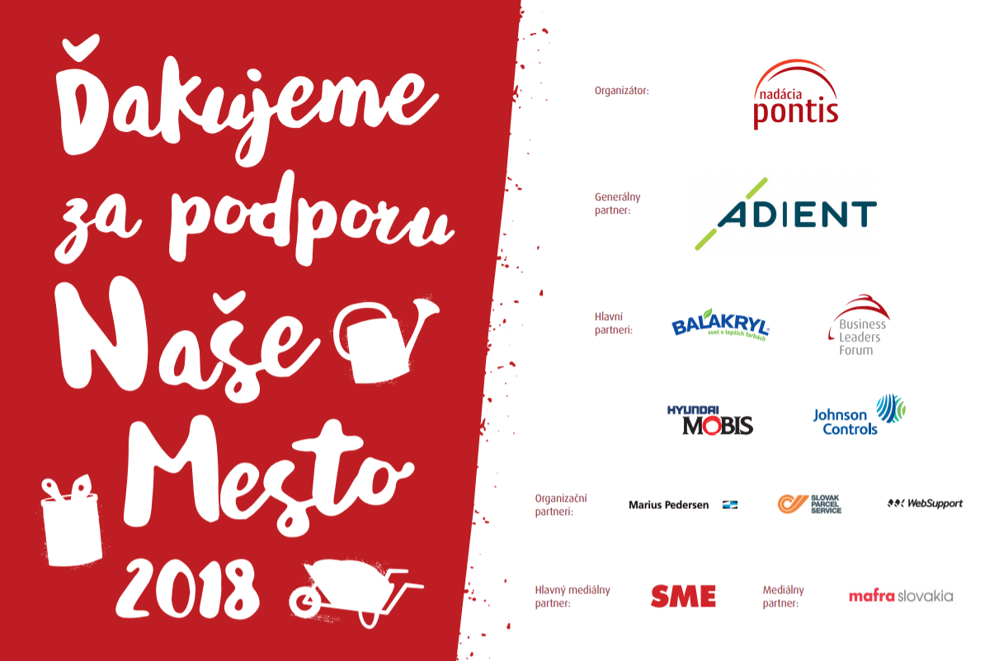 Ďakujeme
za podporu
Naše
Mesto
2018
Organizátor:
nadácia
pontis
Generálny
partner:
ADIENT
Hlavní
partneri:
BALAKRYL®
svet v lepších farbách
Business
Leaders
Forum
HYUNDAI
MOBIS
Johnson
Controls
Organizační
partneri:
Marius Pedersen
SLOVAK
PARCEL
SERVICE
WebSupport
Hlavný mediálny
partner:
SME
Mediálny
partner:
mafra slovakia